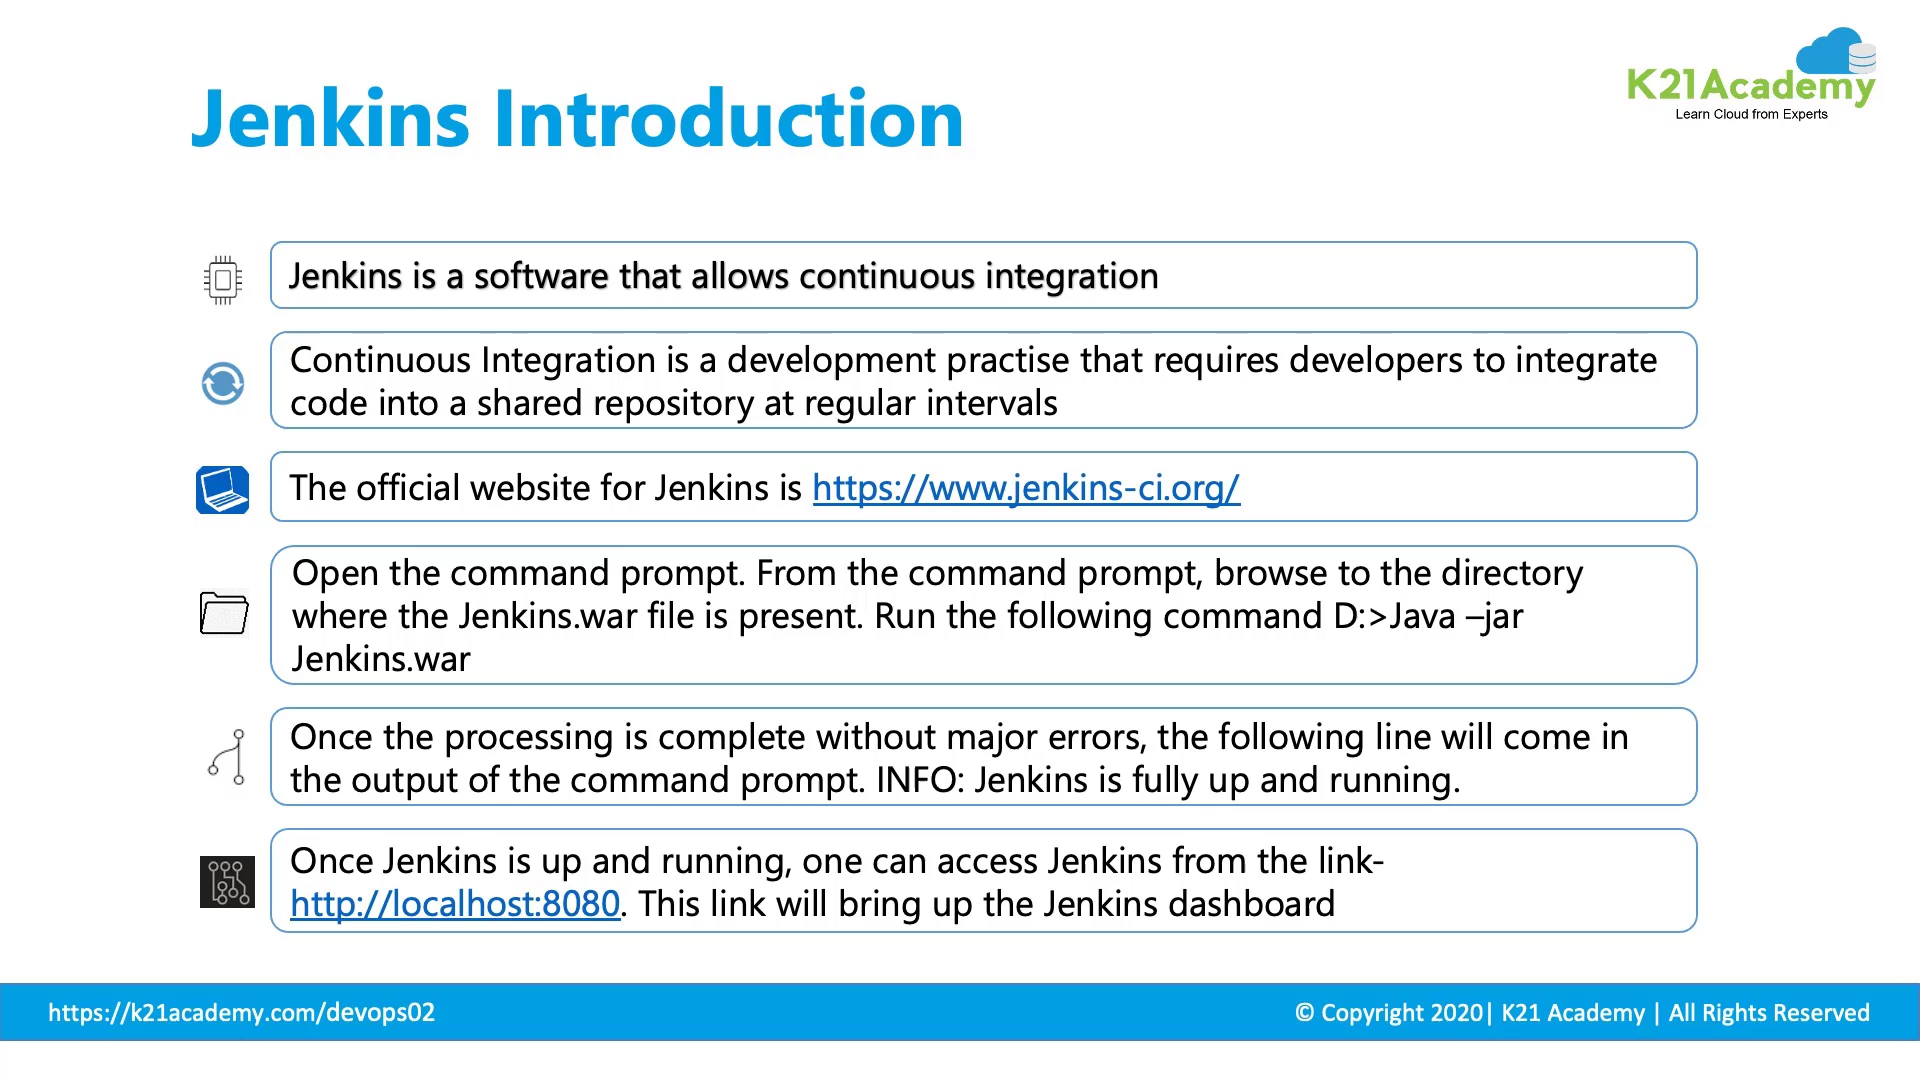 K21Academy
Learn Cloud from Experts
Jenkins Introduction
Jenkins is a software that allows continuous integration
Continuous Integration is a development practise that requires developers to integrate
code into a shared repository at regular intervals
The official website for Jenkins is https://www.jenkins-ci.org/
Open the command prompt. From the command prompt, browse to the directory
where the Jenkins.war file is present. Run the following command D:>Java –jar
Jenkins.war
Once the processing is complete without major errors, the following line will come in
the output of the command prompt. INFO: Jenkins is fully up and running.
Once Jenkins is up and running, one can access Jenkins from the link-
http://localhost:8080. This link will bring up the Jenkins dashboard
https://k21academy.com/devops02
© Copyright 2020| K21 Academy | All Rights Reserved